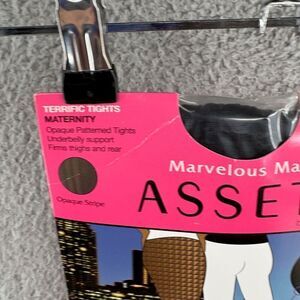 TERRIFIC TIGHTS
MATERNITY
Opaque Patterned Tights
Underbelly support
Firms thighs and rear
Opaque Stripe
Marvelous Ma
ASSET